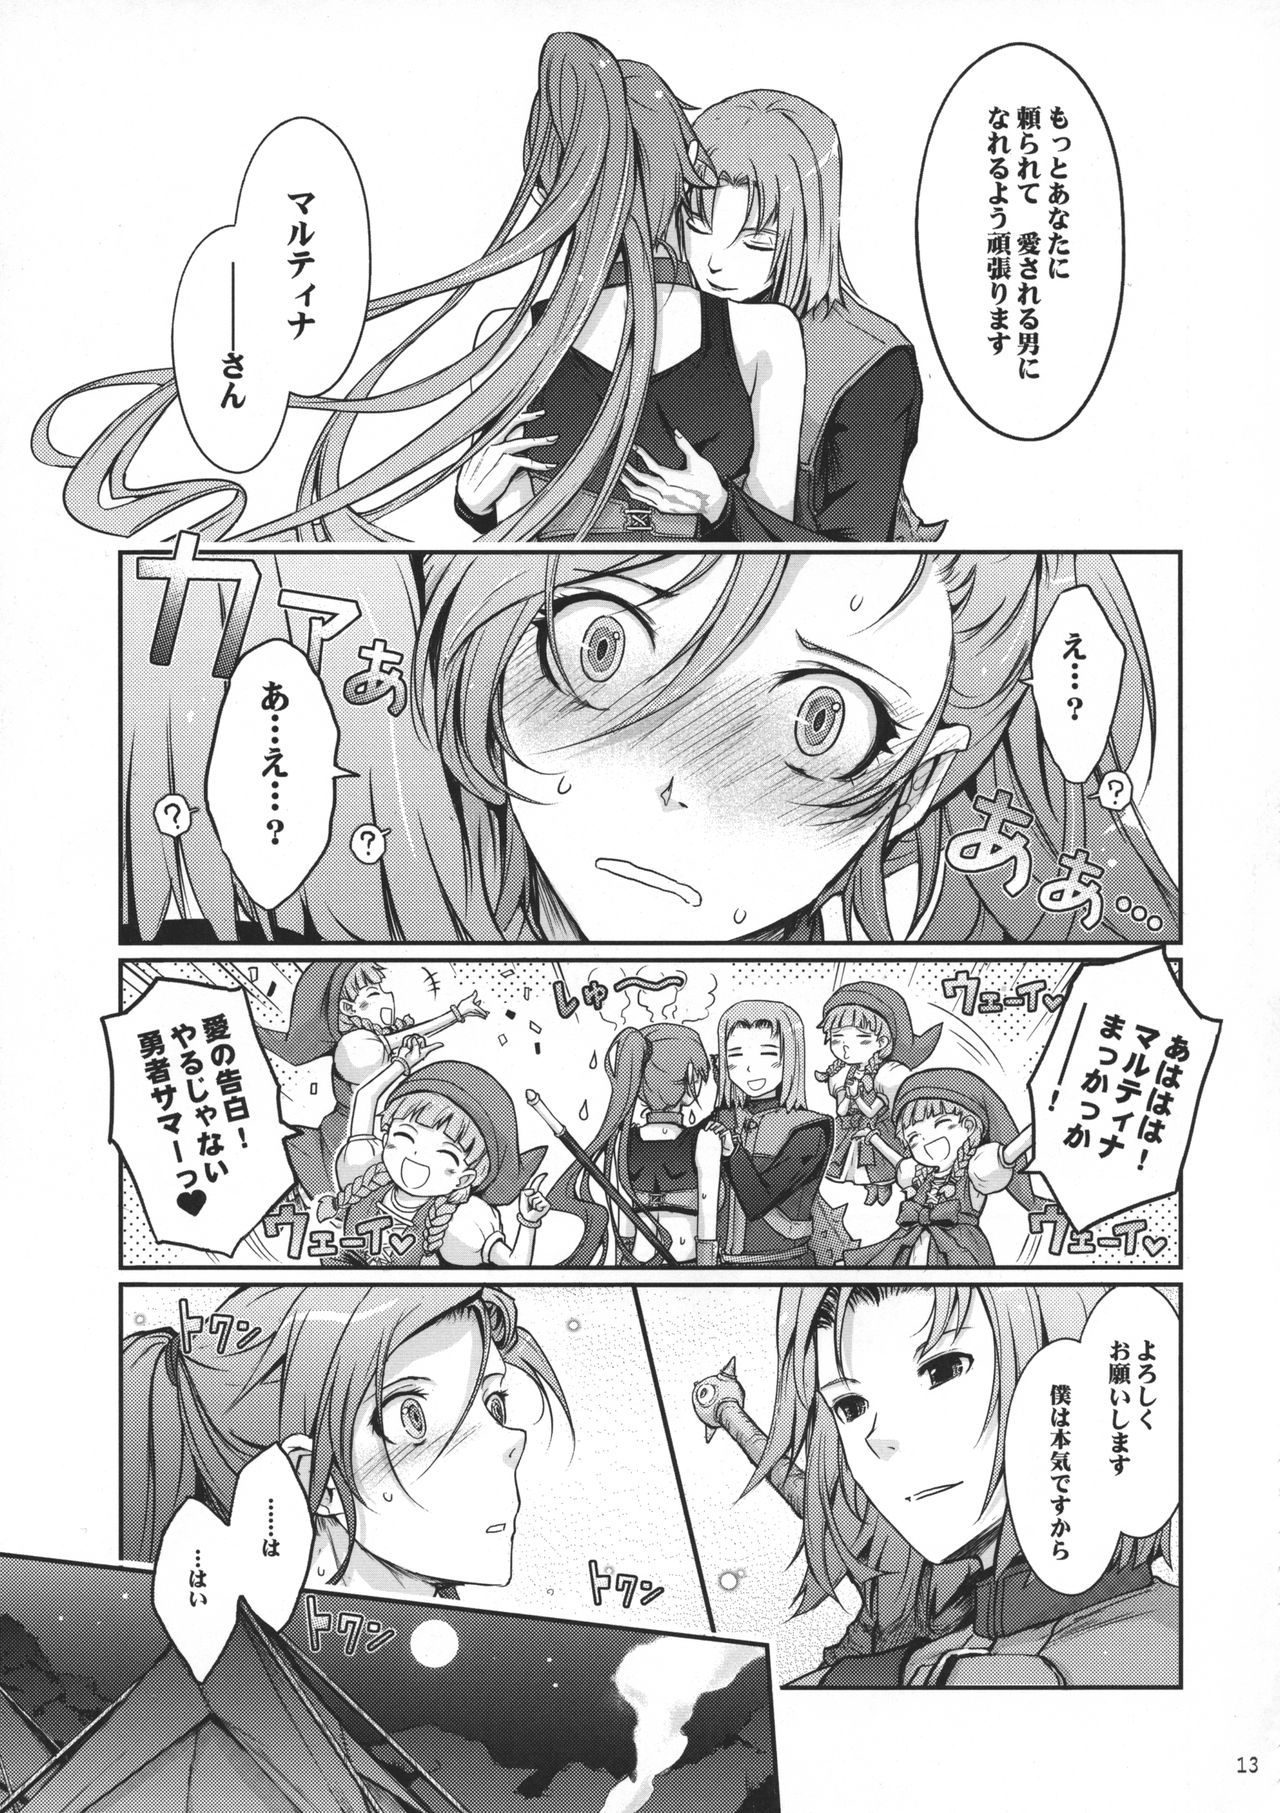 もっとあなたに
頼られて　愛される男に
なれるよう頑張ります
マルティナ
――さん
え…？
カァぁ
ぁぁ…
あ…え…？
？
？
？
あははは！
マルティナ
まっかっか
――！
ウェーイ♡
ウェーイ♡
しゅ～～
愛の告白！
やるじゃない
勇者サマーっ♥
ウェーイ♡
よろしく
お願いします
僕は本気ですから
トクン
トクン
トクン
……は
…はい
13